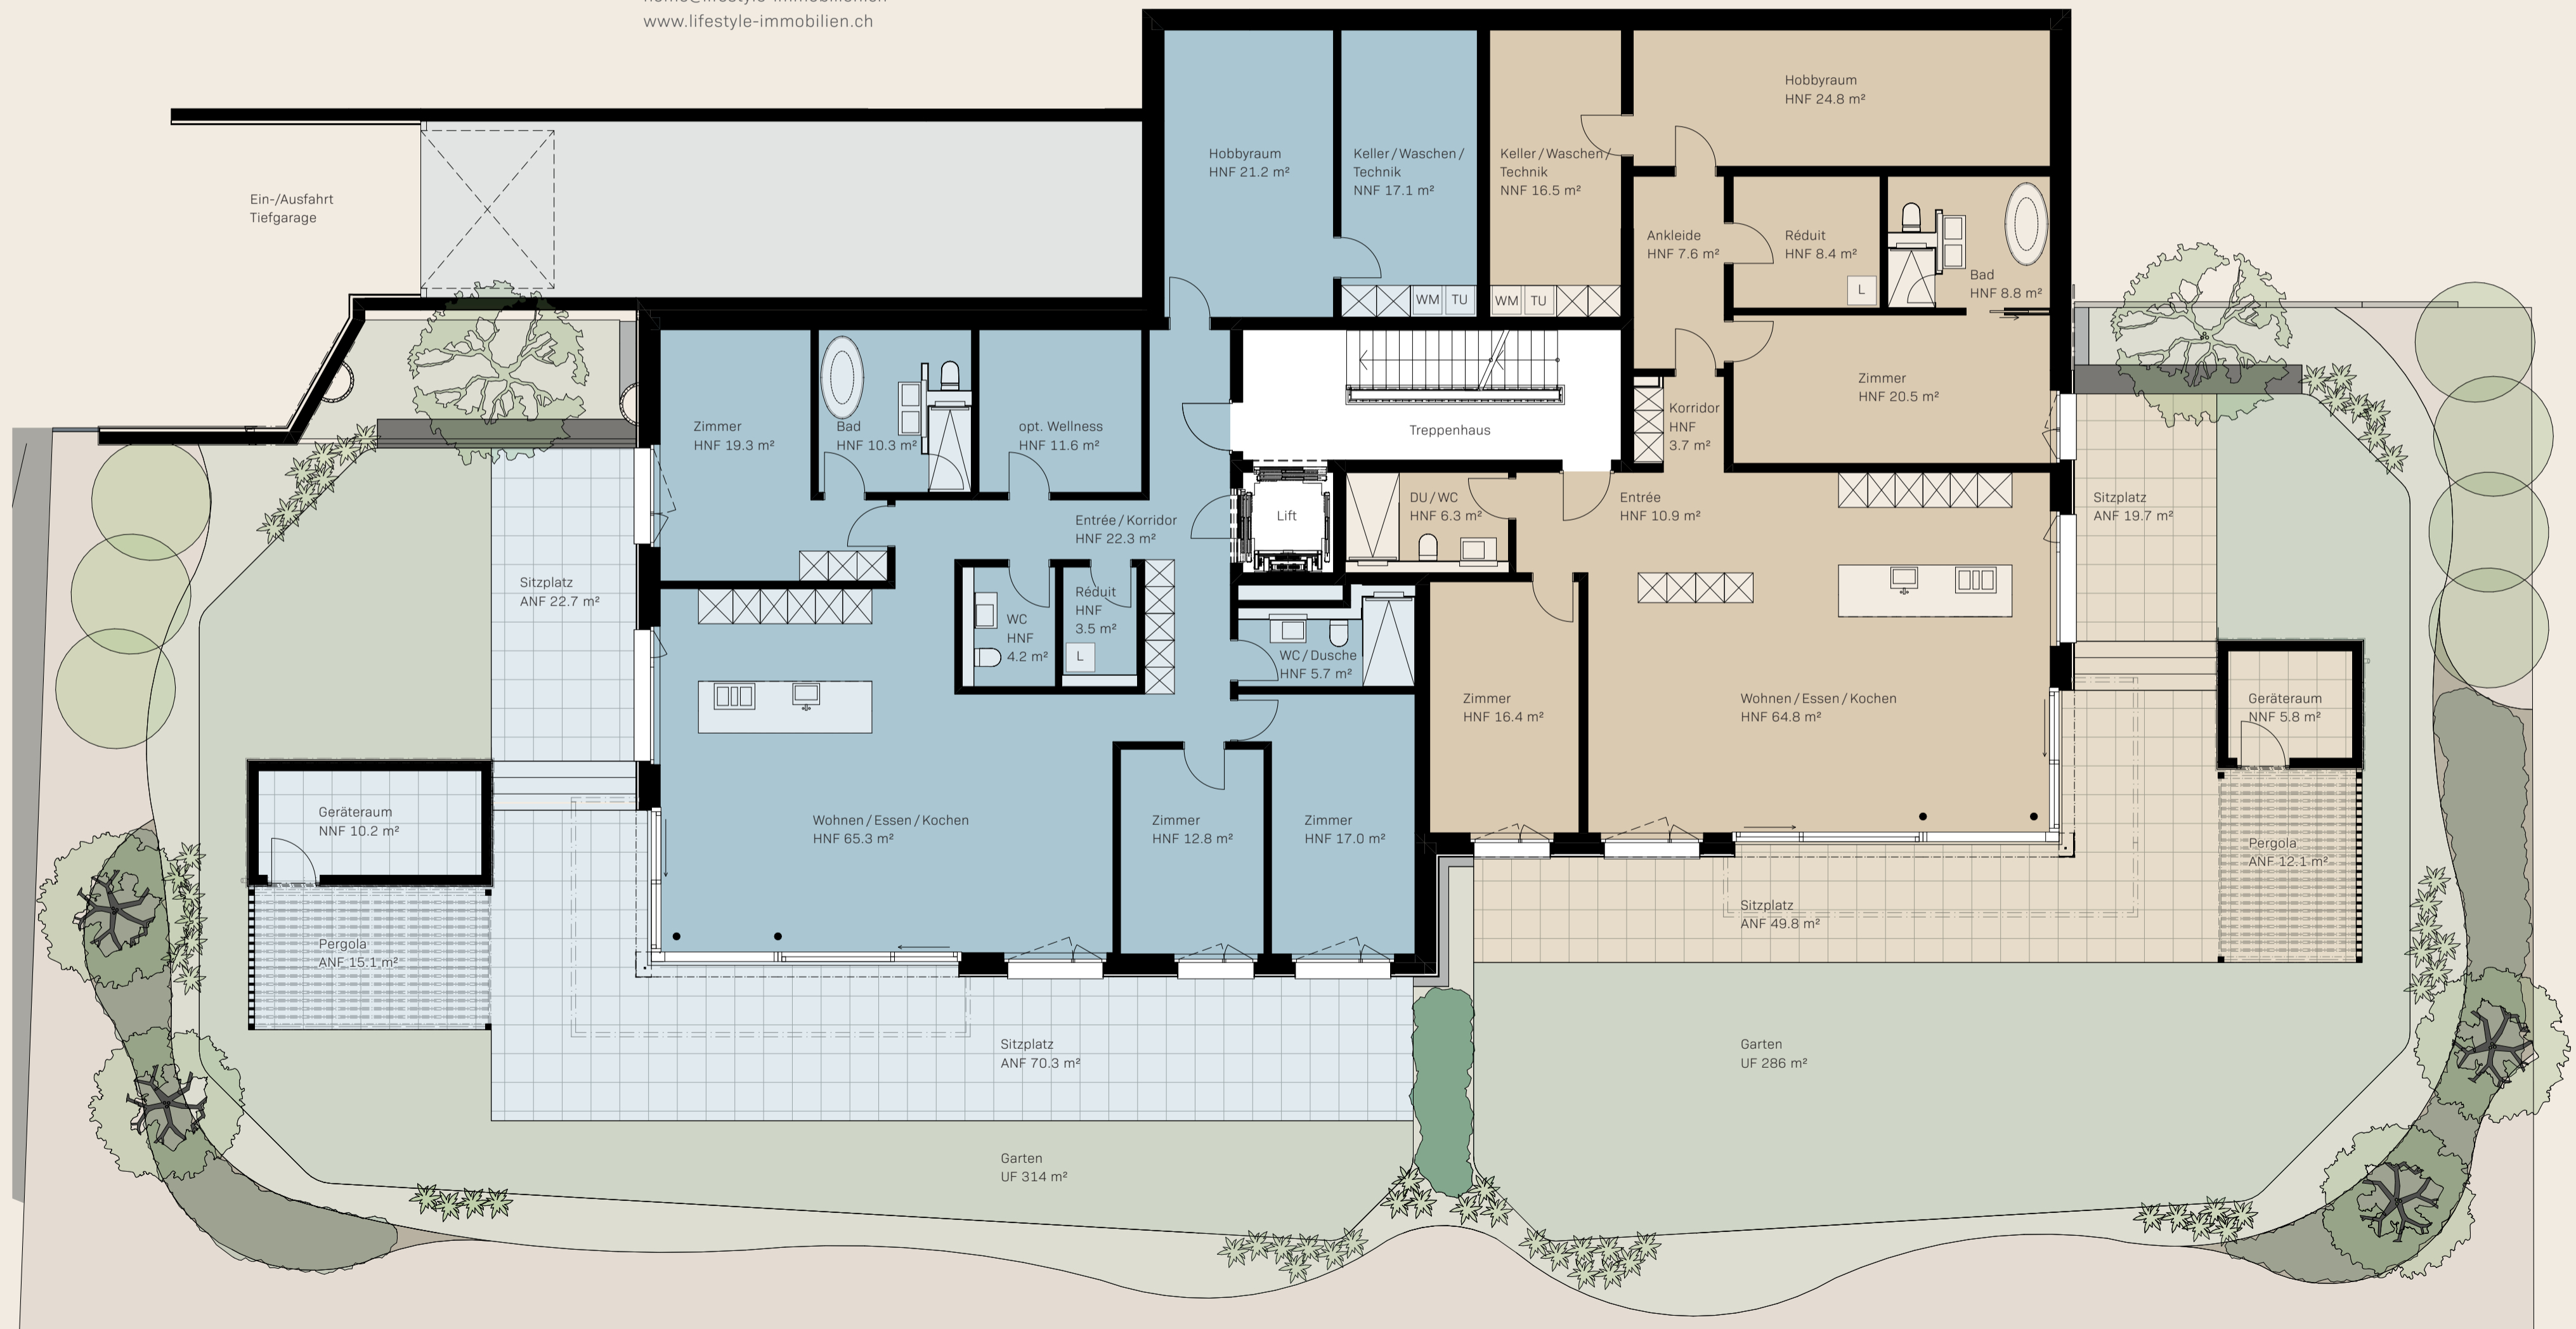 www.lifestyle-immobilien.ch
Hobbyraum
HNF 24.8 m²
Hobbyraum
HNF 21.2 m²
Keller / Waschen /
Technik
NNF 17.1 m²
Keller / Waschen /
Technik
NNF 16.5 m²
Ein-/Ausfahrt
Tiefgarage
Ankleide
HNF 7.6 m²
Réduit
HNF 8.4 m²
L
Bad
HNF 8.8 m²
WM
TU
WM
TU
Zimmer
HNF 20.5 m²
Korridor
HNF
3.7 m²
Treppenhaus
Zimmer
HNF 19.3 m²
Bad
HNF 10.3 m²
opt. Wellness
HNF 11.6 m²
Entrée / Korridor
HNF 22.3 m²
Lift
DU / WC
HNF 6.3 m²
Entrée
HNF 10.9 m²
Sitzplatz
ANF 19.7 m²
Sitzplatz
ANF 22.7 m²
WC
HNF
4.2 m²
Réduit
HNF
3.5 m²
L
WC / Dusche
HNF 5.7 m²
Zimmer
HNF 16.4 m²
Wohnen / Essen / Kochen
HNF 64.8 m²
Geräteraum
NNF 5.8 m²
Geräteraum
NNF 10.2 m²
Wohnen / Essen / Kochen
HNF 65.3 m²
Zimmer
HNF 12.8 m²
Zimmer
HNF 17.0 m²
Pergola
ANF 12.1 m²
Sitzplatz
ANF 49.8 m²
Pergola
ANF 15.1 m²
Sitzplatz
ANF 70.3 m²
Garten
UF 286 m²
Garten
UF 314 m²